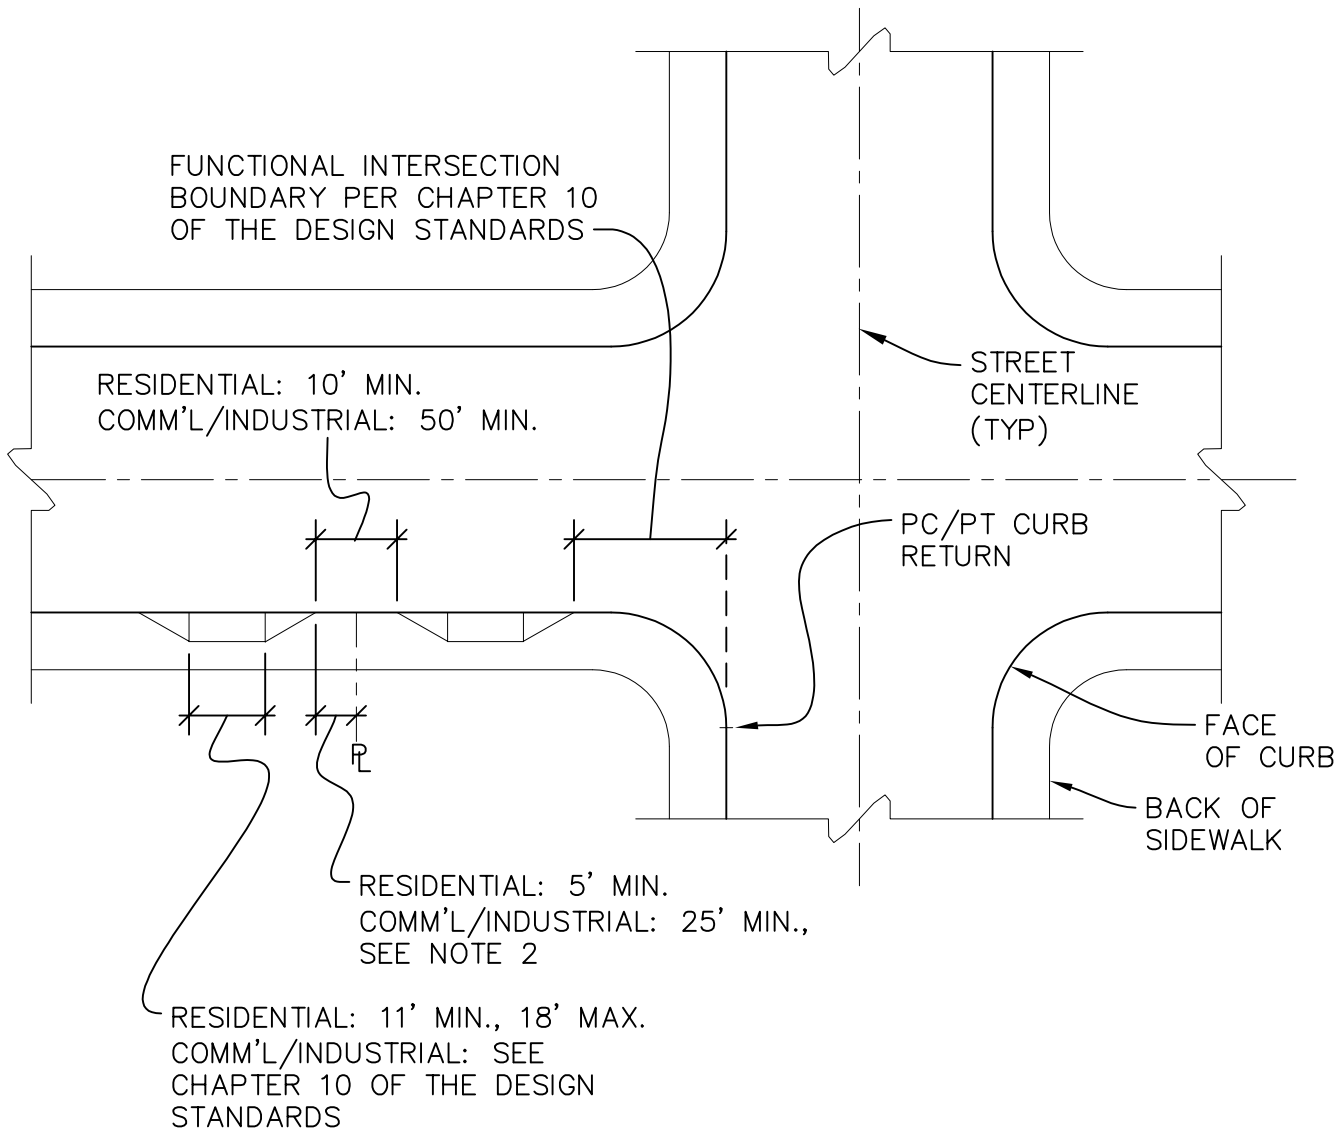 FUNCTIONAL INTERSECTION
BOUNDARY PER CHAPTER 10
OF THE DESIGN STANDARDS
RESIDENTIAL: 10' MIN.
COMM'L/INDUSTRIAL: 50' MIN.
STREET
CENTERLINE
(TYP)
PC/PT CURB
RETURN
FACE
OF CURB
PL
BACK OF
SIDEWALK
RESIDENTIAL: 5' MIN.
COMM'L/INDUSTRIAL: 25' MIN.,
SEE NOTE 2
RESIDENTIAL: 11' MIN., 18' MAX.
COMM'L/INDUSTRIAL: SEE
CHAPTER 10 OF THE DESIGN
STANDARDS